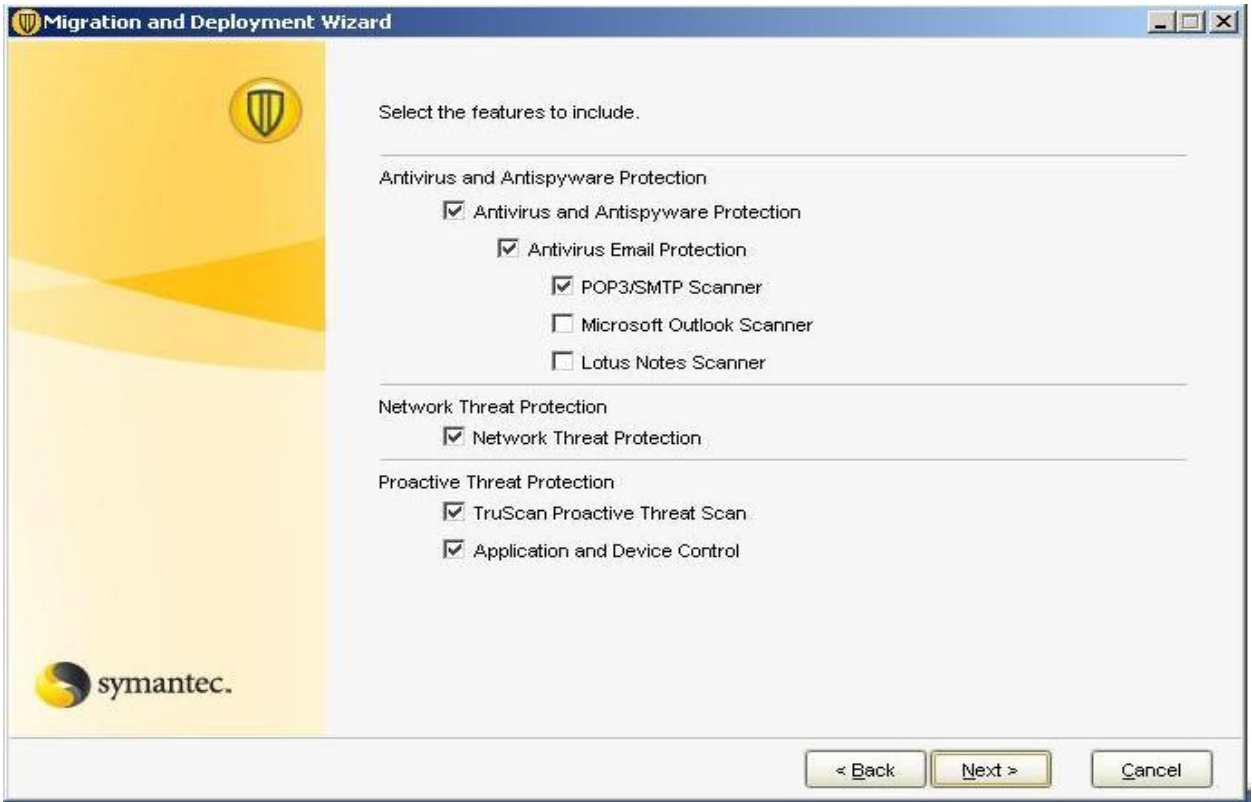 Migration and Deployment Wizard
Select the features to include.
Antivirus and Antispyware Protection
Antivirus and Antispyware Protection
Antivirus Email Protection
POP3/SMTP Scanner
Microsoft Outlook Scanner
Lotus Notes Scanner
Network Threat Protection
Network Threat Protection
Proactive Threat Protection
TruScan Proactive Threat Scan
Application and Device Control
symantec.
< Back Next > Cancel